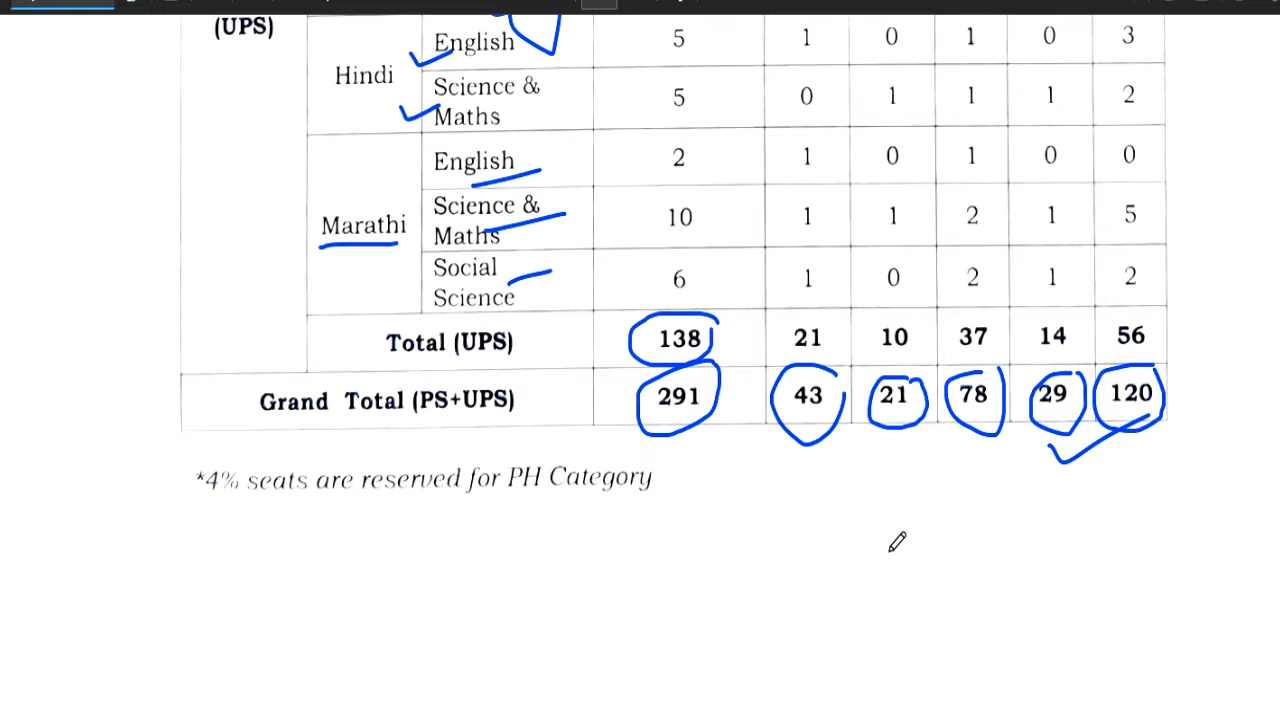 (UPS)
Hindi
English 5 1 0 1 0 3
Science &
Maths
5 0 1 1 1 2
Marathi
English 2 1 0 1 0 0
Science &
Maths
10 1 1 2 1 5
Social
Science
6 1 0 2 1 2
Total (UPS) 138 21 10 37 14 56
Grand Total (PS+UPS) 291 43 21 78 29 120
*4% seats are reserved for PH Category